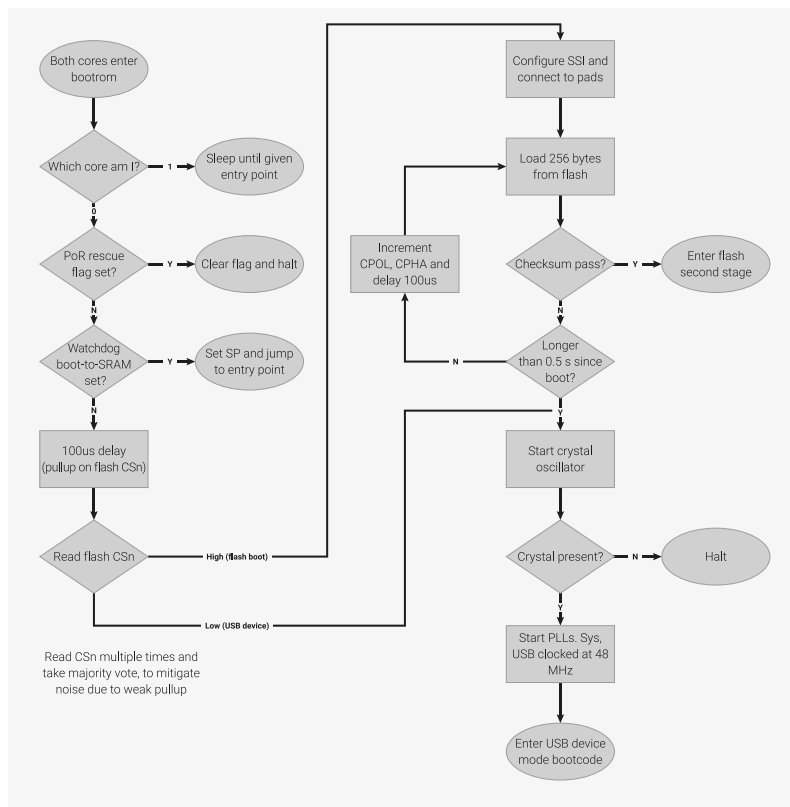 Both cores enter
bootrom
Which core am I?
1
Sleep until given
entry point
0
PoR rescue
flag set?
Y
Clear flag and halt
N
Watchdog
boot-to-SRAM
set?
Y
Set SP and jump
to entry point
N
100us delay
(pullup on flash CSn)
Read flash CSn
High (flash boot)
Low (USB device)
Read CSn multiple times and
take majority vote, to mitigate
noise due to weak pullup
Configure SSI and
connect to pads
Load 256 bytes
from flash
Increment
CPOL, CPHA and
delay 100us
Checksum pass?
Y
Enter flash
second stage
N
Longer
than 0.5 s since
boot?
N
Y
Start crystal
oscillator
Crystal present?
N
Halt
Y
Start PLLs. Sys,
USB clocked at 48
MHz
Enter USB device
mode bootcode